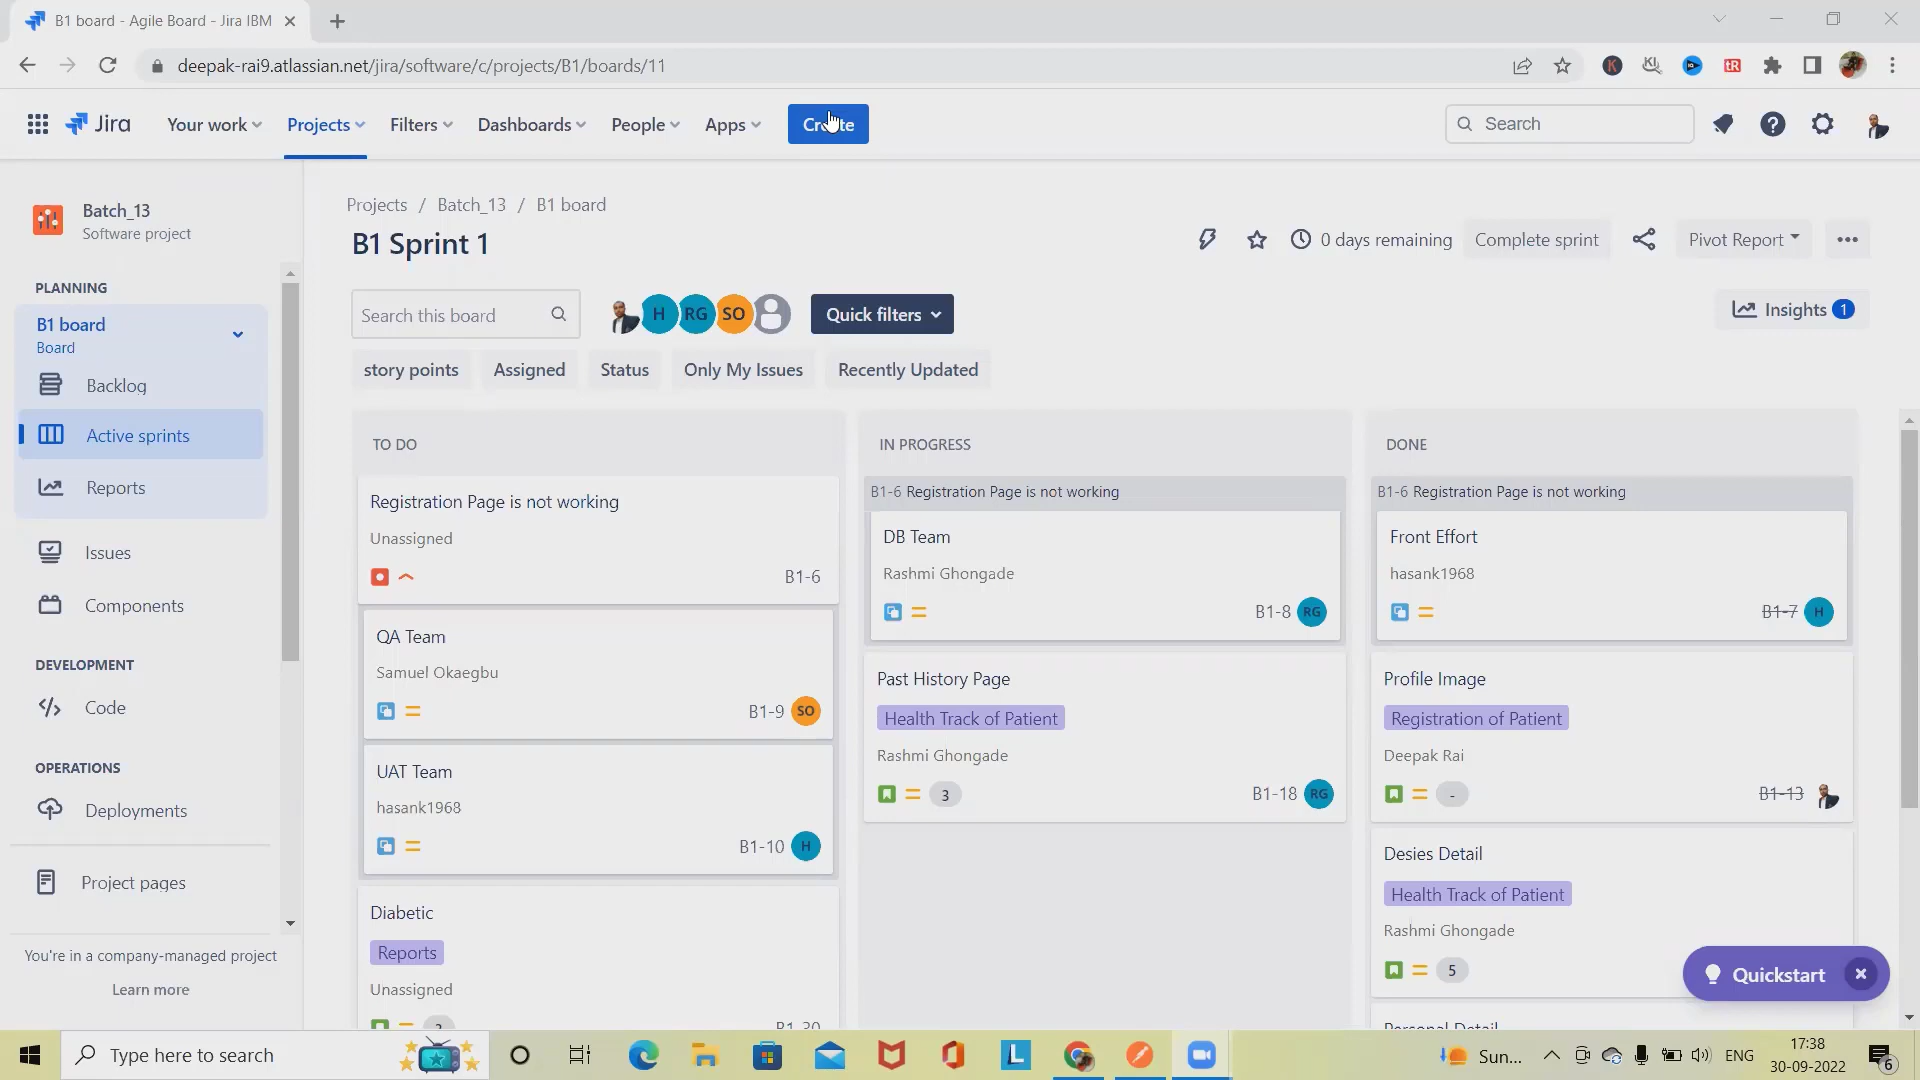 B1 board - Agile Board - Jira IBM
deepak-rai9.atlassian.net/jira/software/c/projects/B1/boards/11
Jira
Your work
Projects
Filters
Dashboards
People
Apps
Create
Search
Batch_13
Software project
PLANNING
B1 board
Board
Backlog
Active sprints
Reports
Issues
Components
DEVELOPMENT
Code
OPERATIONS
Deployments
Project pages
You're in a company-managed project
Learn more
Projects / Batch_13 / B1 board
B1 Sprint 1
0 days remaining
Complete sprint
Pivot Report
Search this board
H
RG
SO
Quick filters
Insights 1
story points
Assigned
Status
Only My Issues
Recently Updated
TO DO
Registration Page is not working
Unassigned
B1-6
QA Team
Samuel Okaegbu
B1-9 SO
UAT Team
hasank1968
B1-10 H
Diabetic
Reports
Unassigned
B1-30
IN PROGRESS
B1-6 Registration Page is not working
DB Team
Rashmi Ghongade
B1-8 RG
Past History Page
Health Track of Patient
Rashmi Ghongade
3
B1-18 RG
DONE
B1-6 Registration Page is not working
Front Effort
hasank1968
B1-7 H
Profile Image
Registration of Patient
Deepak Rai
-
B1-13
Desies Detail
Health Track of Patient
Rashmi Ghongade
5
Personal Detail
Quickstart
Type here to search
Sun...
ENG
17:38
30-09-2022
6